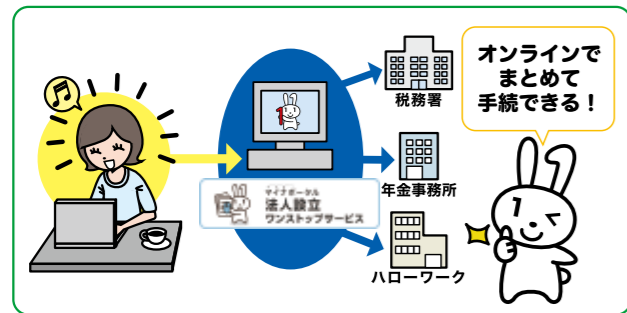 オンラインで
まとめて
手続できる！
税務署
年金事務所
マイナポータル
法人設立
ワンストップサービス
ハローワーク